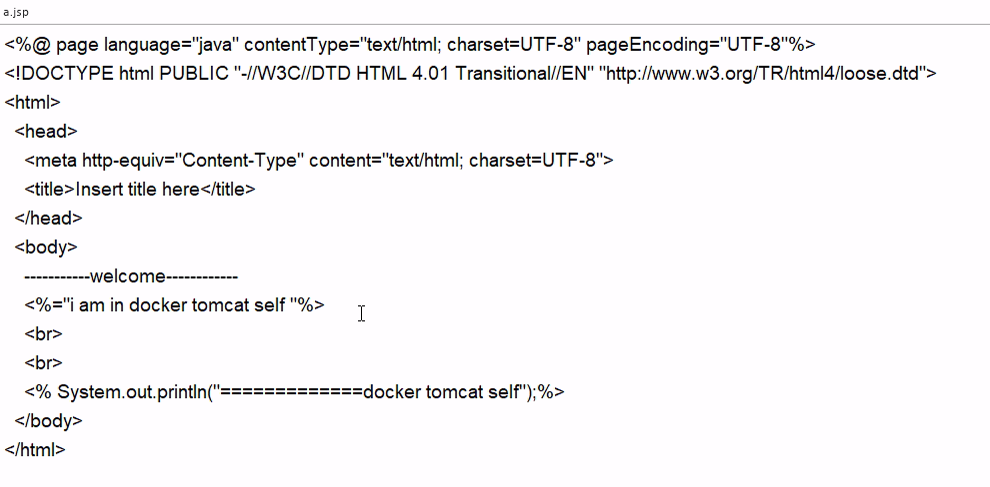 a.jsp
<%@ page language="java" contentType="text/html; charset=UTF-8" pageEncoding="UTF-8"%>
<!DOCTYPE html PUBLIC "-//W3C//DTD HTML 4.01 Transitional//EN" "http://www.w3.org/TR/html4/loose.dtd">
<html>
<head>
<meta http-equiv="Content-Type" content="text/html; charset=UTF-8">
<title>Insert title here</title>
</head>
<body>
-----------welcome------------
<%="i am in docker tomcat self "%>
<br>
<br>
<% System.out.println("=============docker tomcat self");%>
</body>
</html>